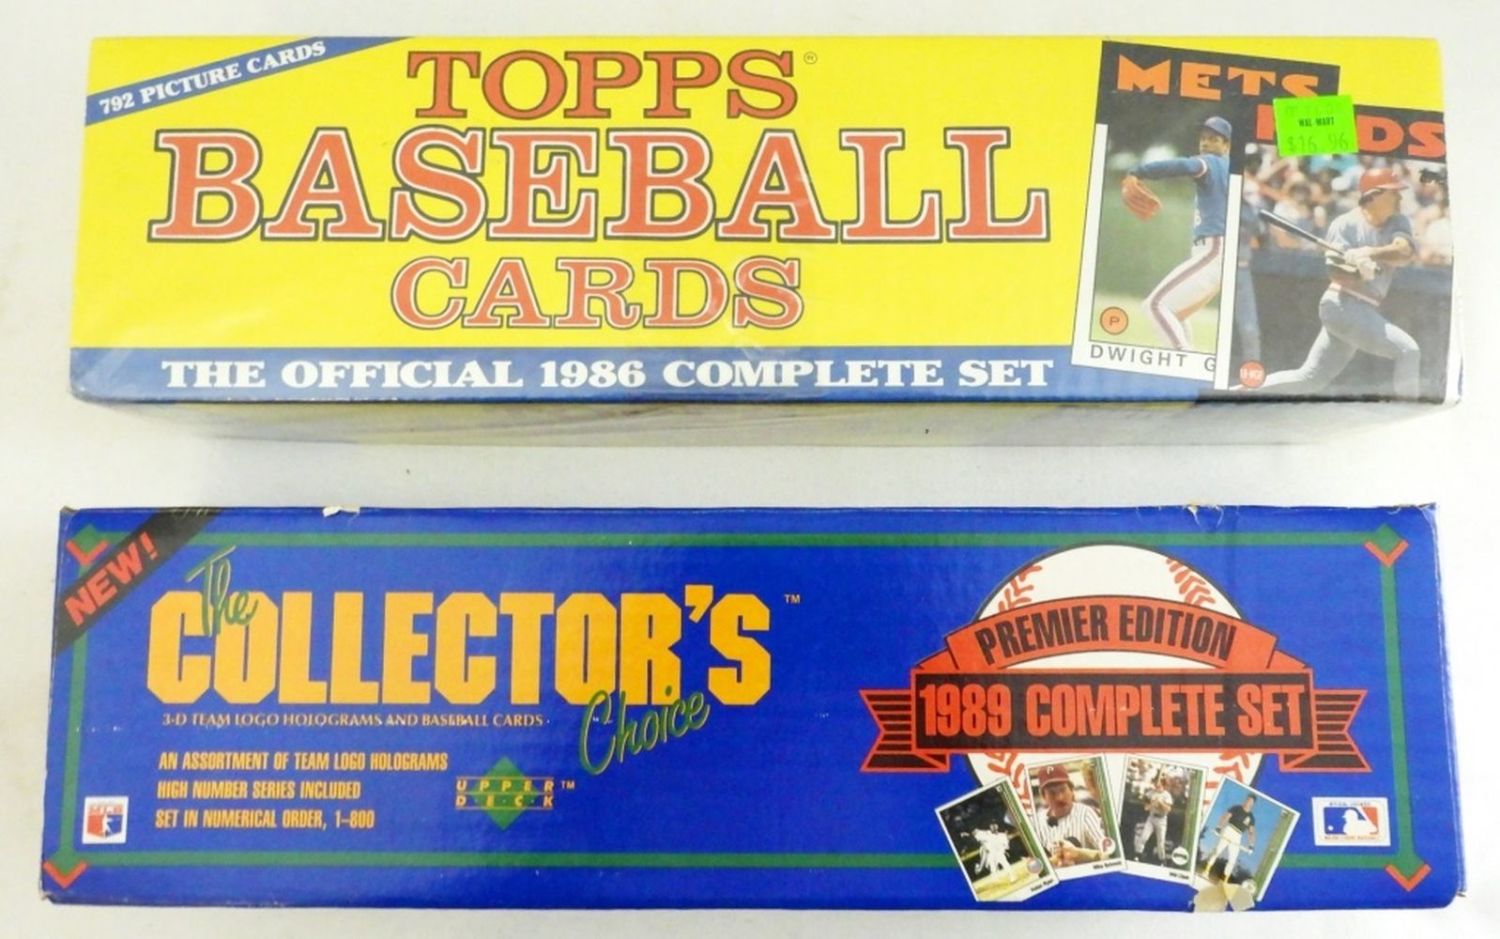 792 PICTURE CARDS
TOPPS®
BASEBALL
CARDS
THE OFFICIAL 1986 COMPLETE SET
METS
WAL-MART
$16.96
DWIGHT G
P
NEW!
The
COLLECTOR'S™
Choice
3-D TEAM LOGO HOLOGRAMS AND BASEBALL CARDS
AN ASSORTMENT OF TEAM LOGO HOLOGRAMS
HIGH NUMBER SERIES INCLUDED
SET IN NUMERICAL ORDER, 1-800
UPPER™
DECK
PREMIER EDITION
1989 COMPLETE SET